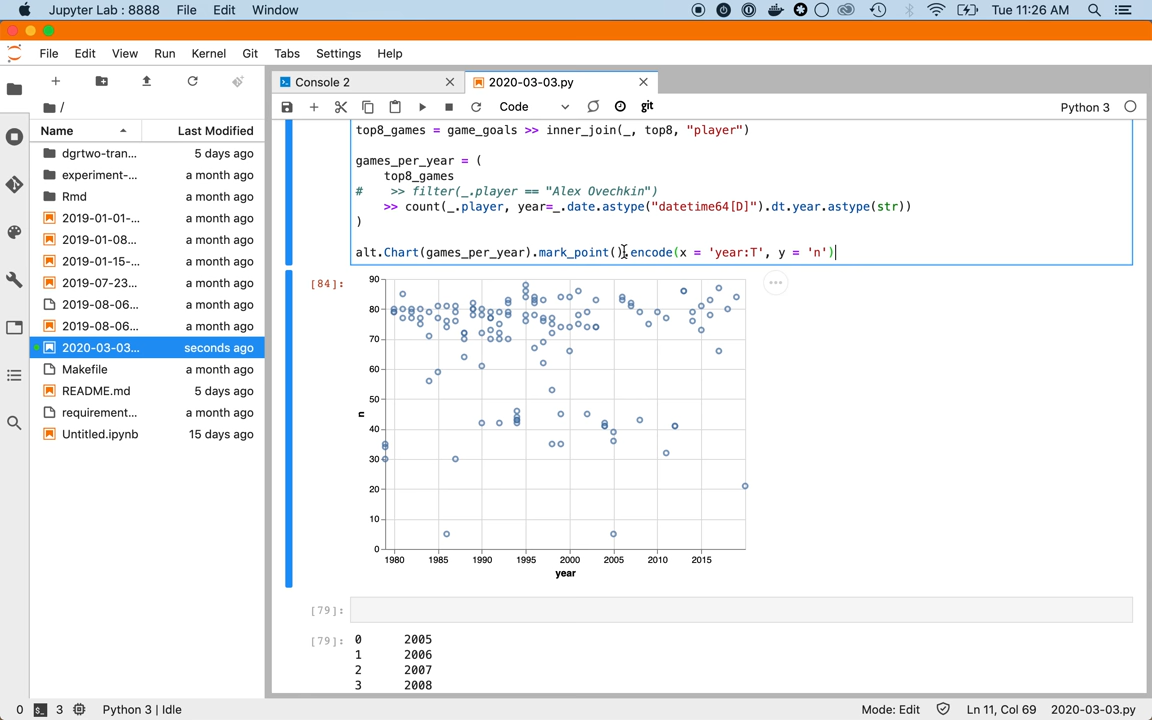 Jupyter Lab : 8888 File Edit Window Tue 11:26 AM
File Edit View Run Kernel Git Tabs Settings Help
Console 2
2020-03-03.py
Code
git
Python 3
/
Name Last Modified
dgrtwo-tran... 5 days ago
experiment-... a month ago
Rmd a month ago
2019-01-01-... a month ago
2019-01-08... a month ago
2019-01-15-... a month ago
2019-07-23... a month ago
2019-08-06... a month ago
2019-08-06... a month ago
2020-03-03... seconds ago
Makefile a month ago
README.md 5 days ago
requirement... a month ago
Untitled.ipynb 15 days ago
top8_games = game_goals >> inner_join(_, top8, "player")
games_per_year = (
top8_games
# >> filter(_.player == "Alex Ovechkin")
>> count(_.player, year=_.date.astype("datetime64[D]").dt.year.astype(str))
)
alt.Chart(games_per_year).mark_point().encode(x = 'year:T', y = 'n')
[84]:
90
80
70
60
50
n
40
30
20
10
0
1980 1985 1990 1995 2000 2005 2010 2015
year
[79]:
[79]: 0 2005
1 2006
2 2007
3 2008
0 3 Python 3 | Idle Mode: Edit Ln 11, Col 69 2020-03-03.py